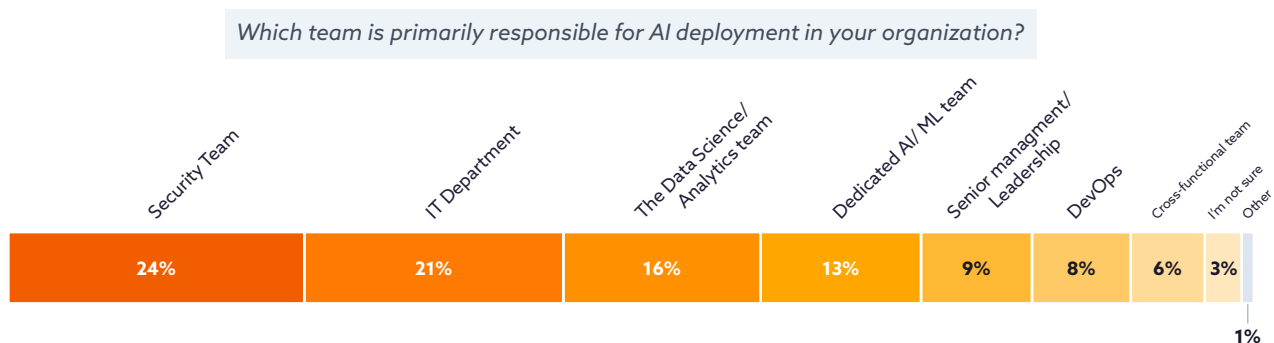 Which team is primarily responsible for AI deployment in your organization?
Security Team
IT Department
The Data Science/
Analytics team
Dedicated AI/ ML team
Senior managment/
Leadership
DevOps
Cross-functional team
I'm not sure
Other
24%
21%
16%
13%
9%
8%
6%
3%
1%